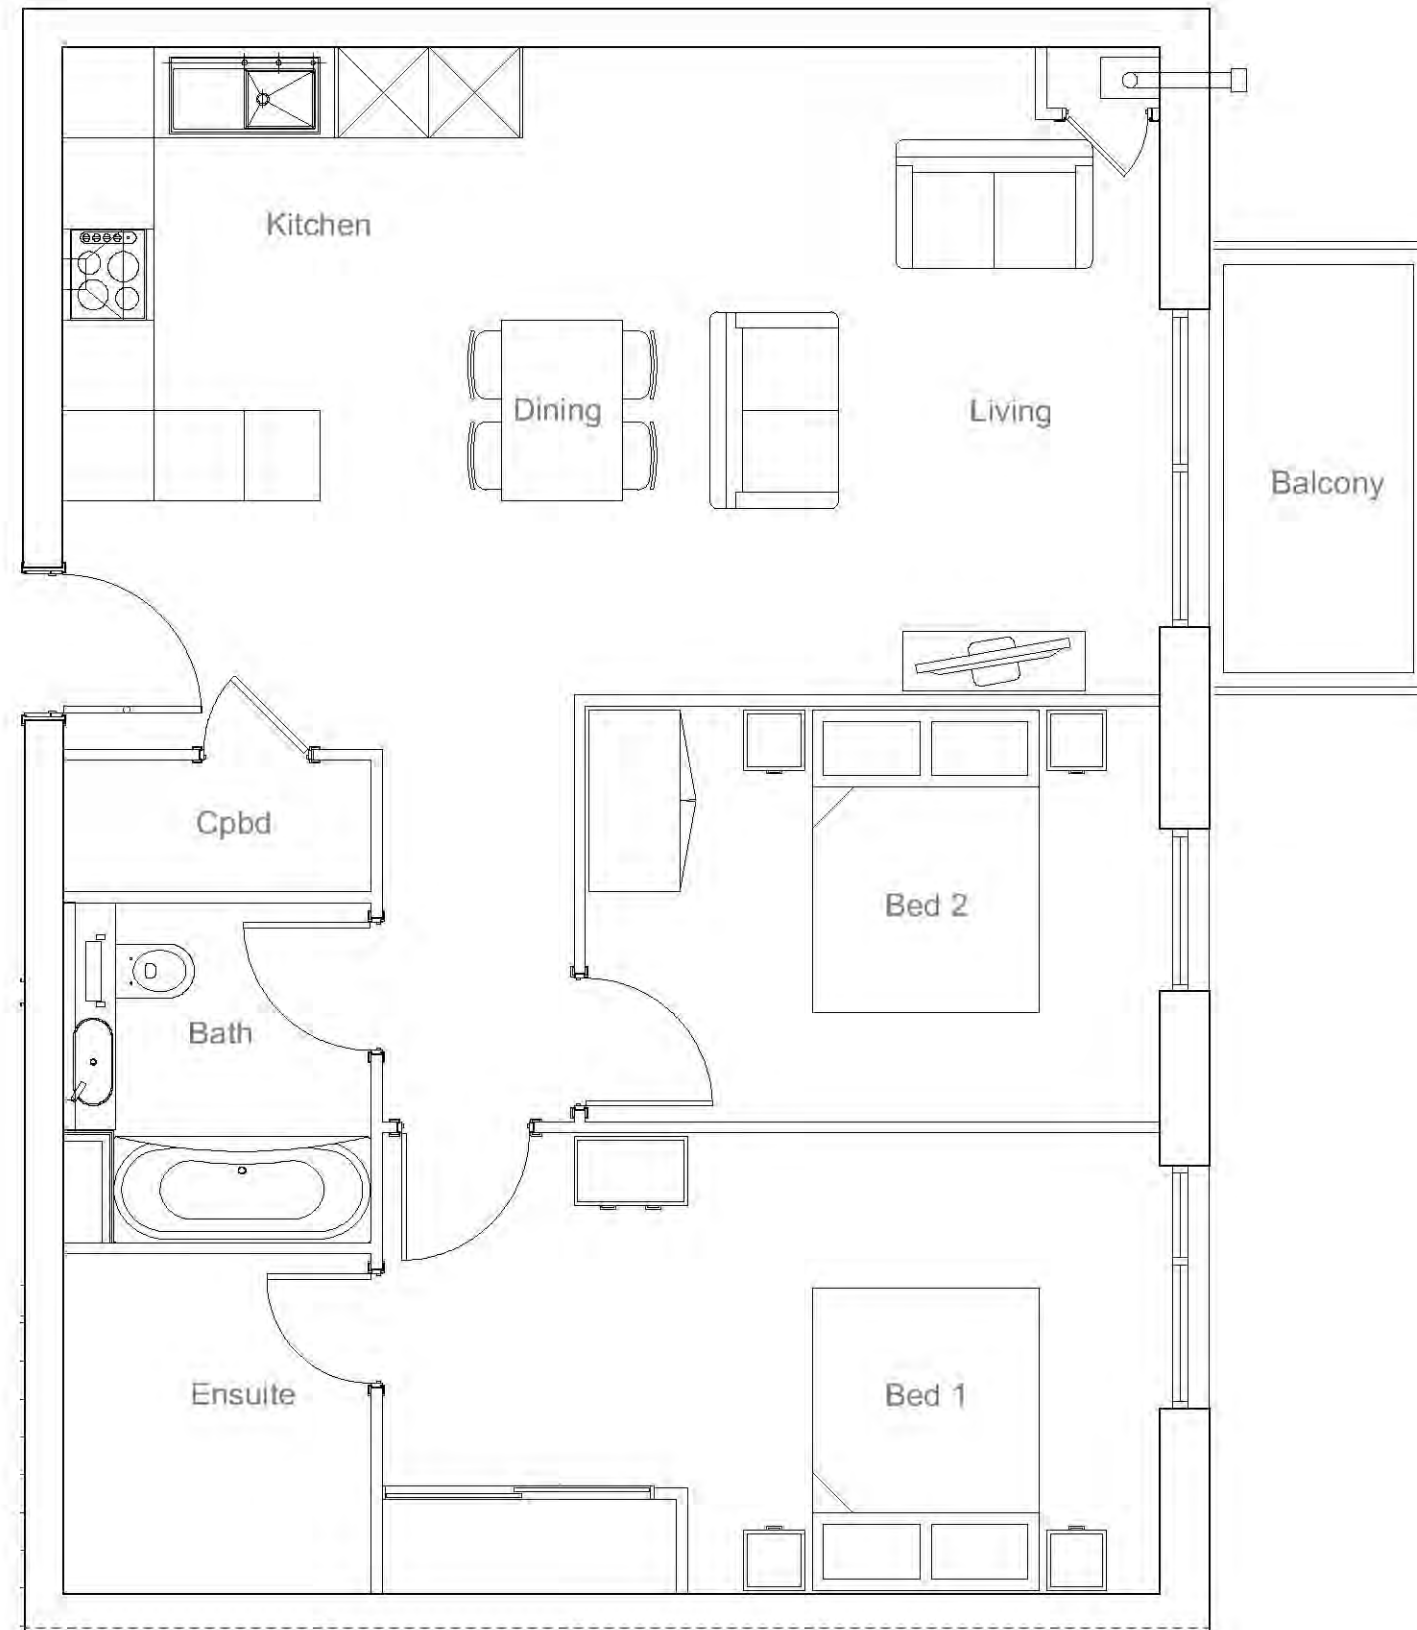 Kitchen
Dining
Living
Balcony
Cpbd
Bed 2
Bath
Ensuite
Bed 1